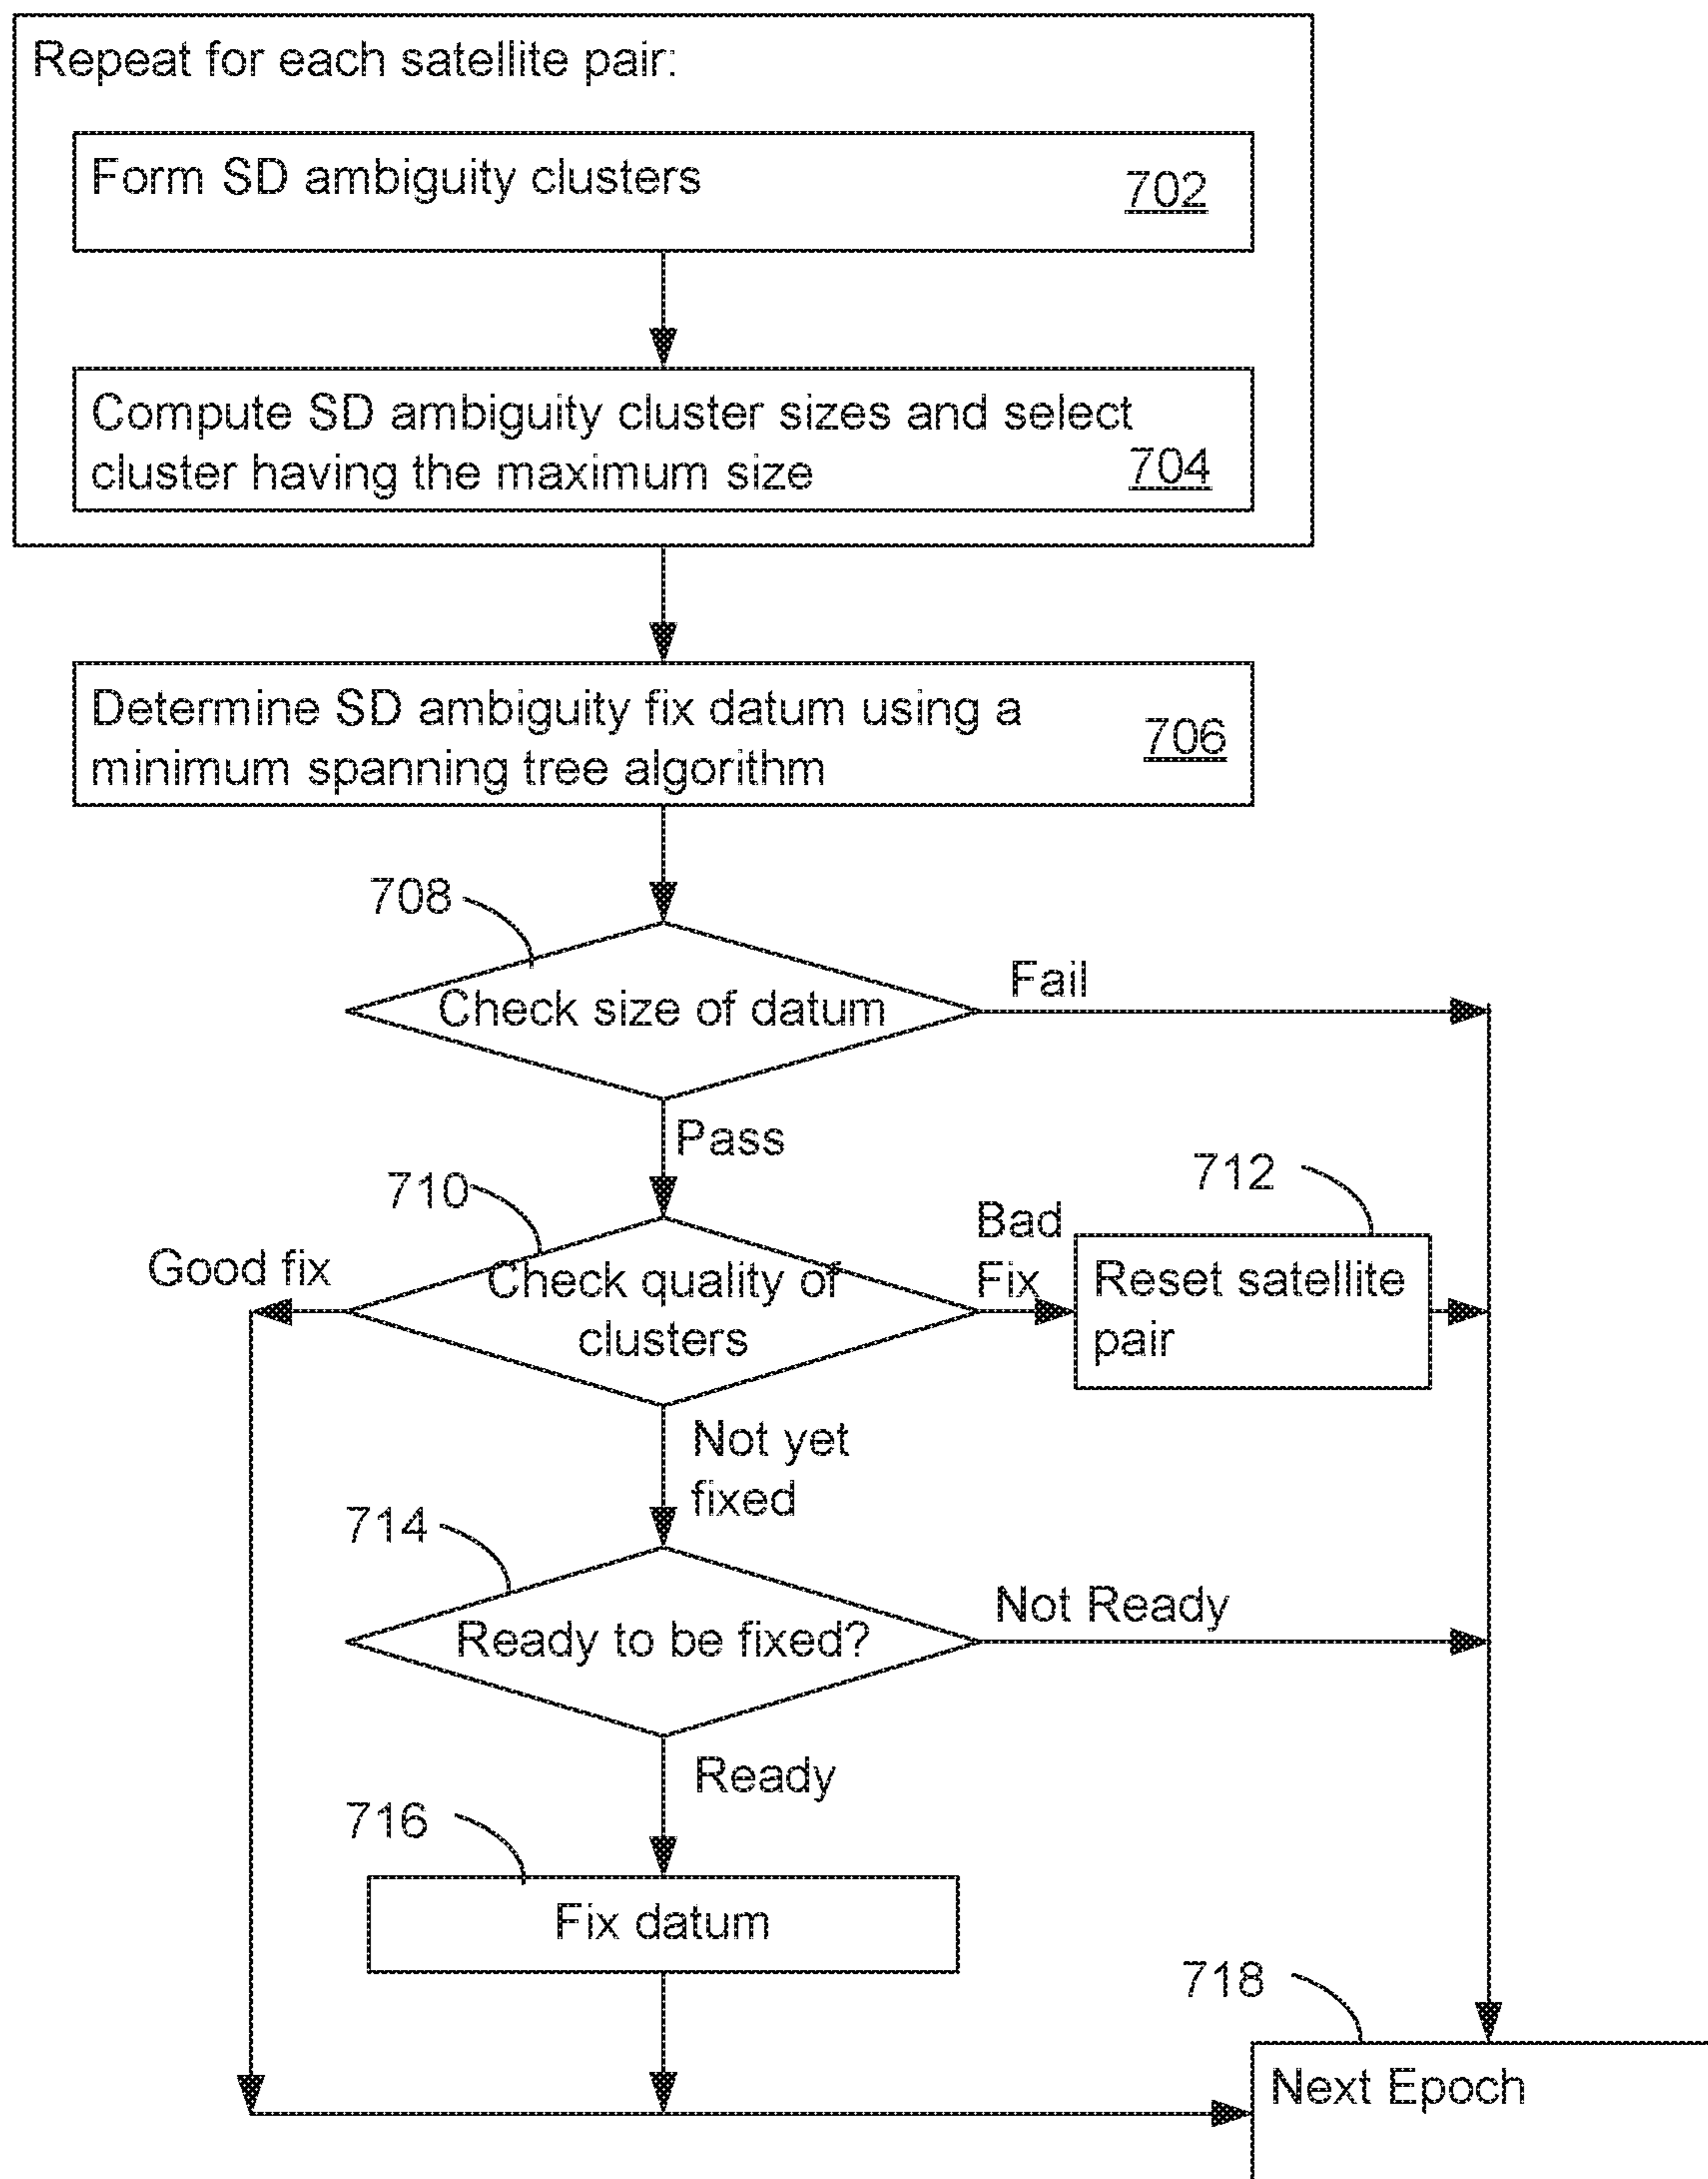 Repeat for each satellite pair:
Form SD ambiguity clusters
702
Compute SD ambiguity cluster sizes and select
cluster having the maximum size
704
Determine SD ambiguity fix datum using a
minimum spanning tree algorithm
706
708
Check size of datum
Fail
Pass
710
Good fix
Check quality of
clusters
Bad
Fix
712
Reset satellite
pair
Not yet
fixed
714
Ready to be fixed?
Not Ready
Ready
716
Fix datum
718
Next Epoch